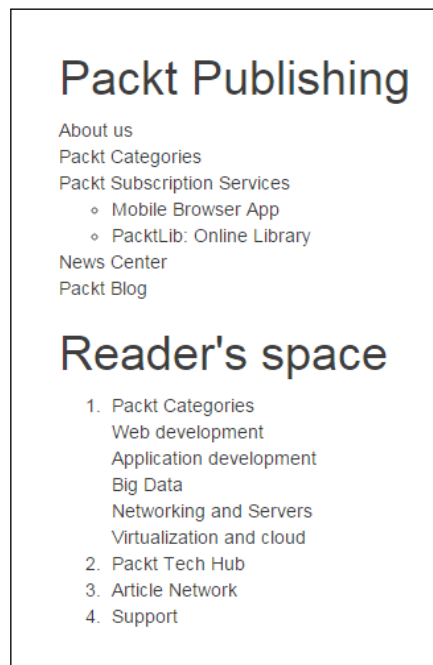 Packt Publishing
About us
Packt Categories
Packt Subscription Services
◦ Mobile Browser App
◦ PacktLib: Online Library
News Center
Packt Blog
Reader's space
1. Packt Categories
Web development
Application development
Big Data
Networking and Servers
Virtualization and cloud
2. Packt Tech Hub
3. Article Network
4. Support